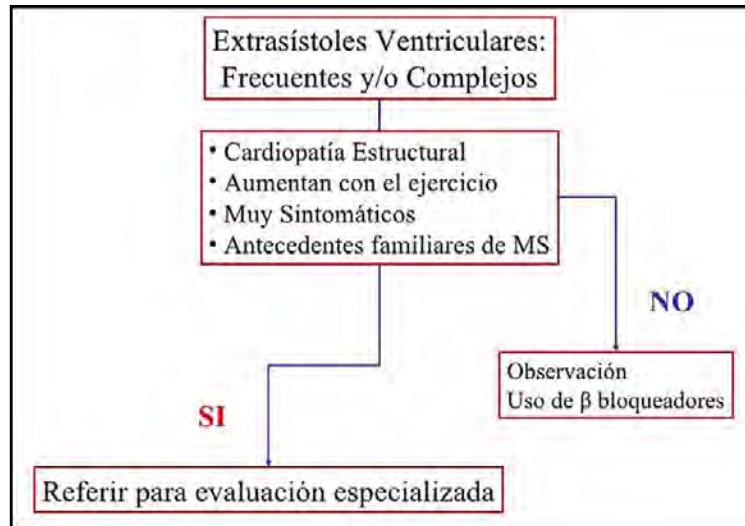 Extrasístoles Ventriculares:
Frecuentes y/o Complejos
• Cardiopatía Estructural
• Aumentan con el ejercicio
• Muy Sintomáticos
• Antecedentes familiares de MS
NO
Observación
Uso de β bloqueadores
SI
Referir para evaluación especializada